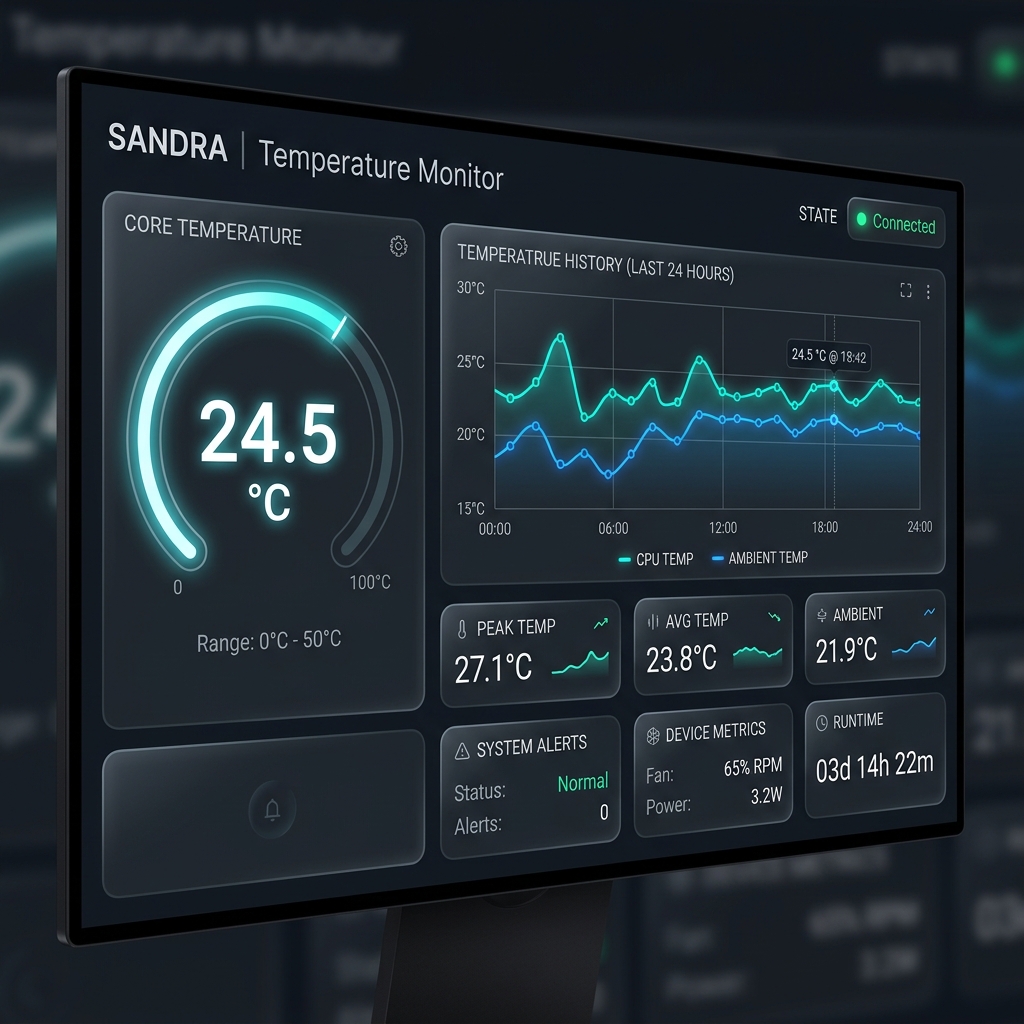 Temperature Monitor
STATE
SANDRA | Temperature Monitor
STATE
Connected
CORE TEMPERATURE
24.5
°C
0
100°C
Range: 0°C - 50°C
TEMPERATRUE HISTORY (LAST 24 HOURS)
30°C
25°C
20°C
15°C
24.5 °C @ 18:42
00:00
06:00
12:00
18:00
24:00
CPU TEMP
AMBIENT TEMP
PEAK TEMP
27.1°C
AVG TEMP
23.8°C
AMBIENT
21.9°C
SYSTEM ALERTS
Status: Normal
Alerts: 0
DEVICE METRICS
Fan: 65% RPM
Power: 3.2W
RUNTIME
03d 14h 22m